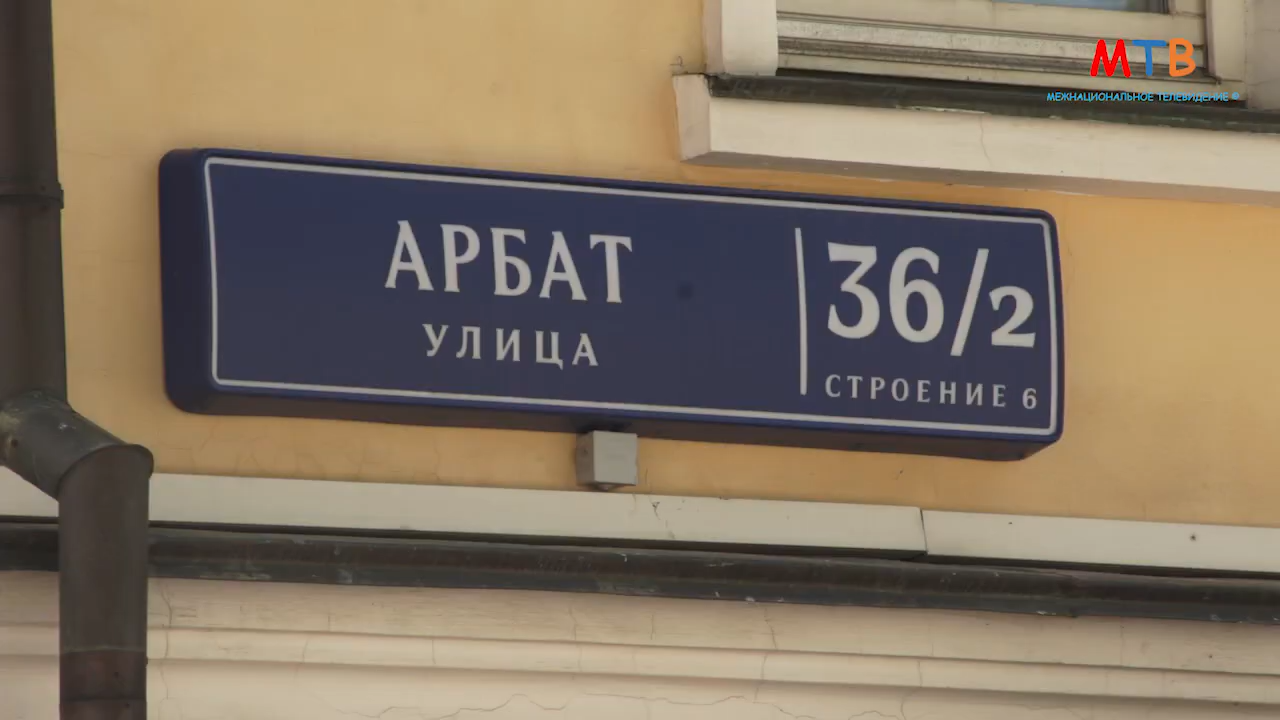 МТВ
МЕЖНАЦИОНАЛЬНОЕ ТЕЛЕВИДЕНИЕ ©
АРБАТ
УЛИЦА
36/2
СТРОЕНИЕ 6